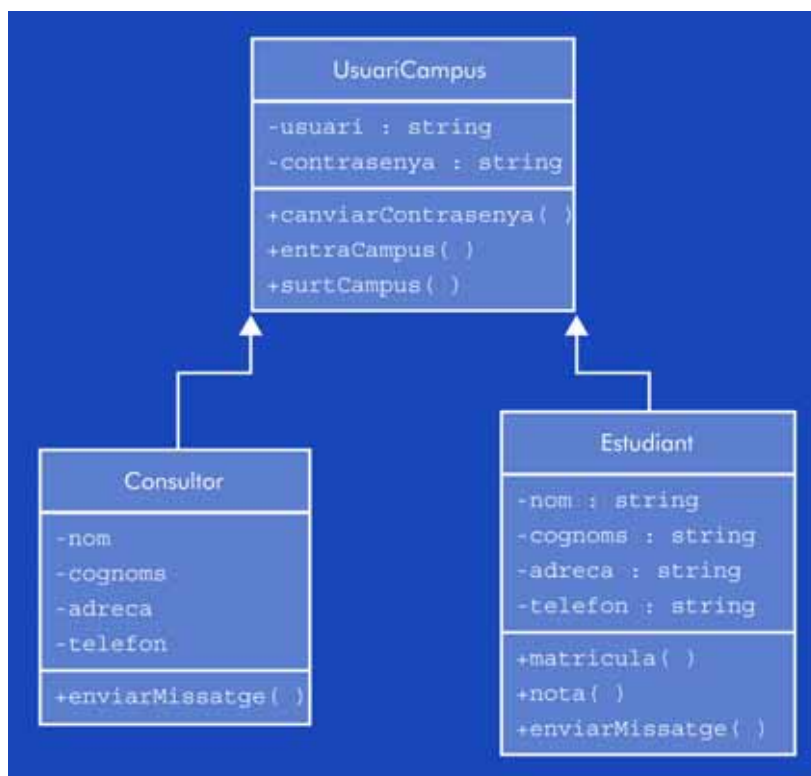 UsuariCampus
-usuari : string
-contrasenya : string
+canviarContrasenya( )
+entraCampus( )
+surtCampus( )
Consultor
-nom
-cognoms
-adreca
-telefon
+enviarMissatge( )
Estudiant
-nom : string
-cognoms : string
-adreca : string
-telefon : string
+matricula( )
+nota( )
+enviarMissatge( )